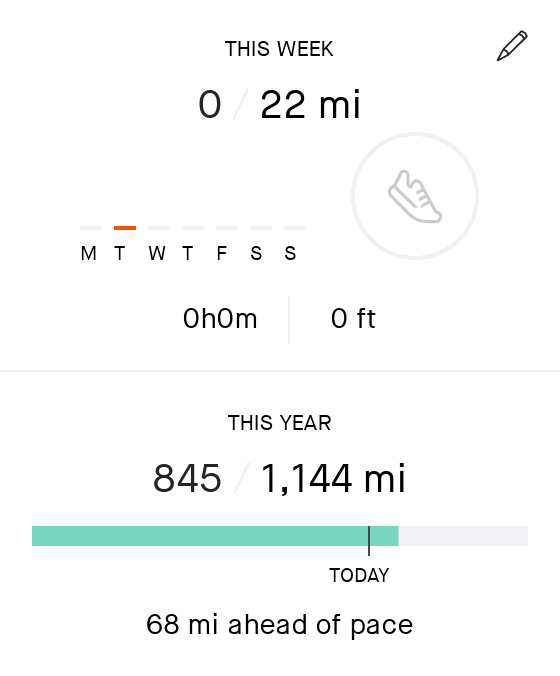 THIS WEEK
0 / 22 mi
M T W T F S S
0h0m 0 ft
THIS YEAR
845 / 1,144 mi
TODAY
68 mi ahead of pace